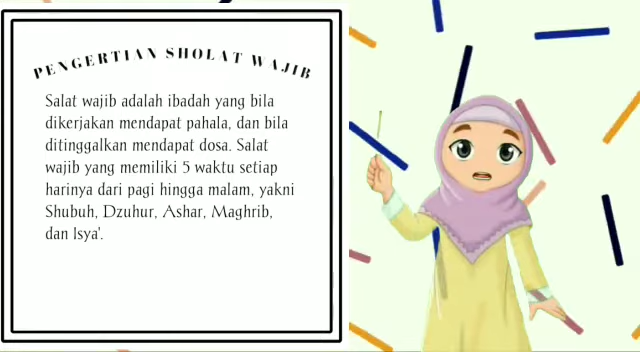 PENGERTIAN SHOLAT WAJIB
Salat wajib adalah ibadah yang bila
dikerjakan mendapat pahala, dan bila
ditinggalkan mendapat dosa. Salat
wajib yang memiliki 5 waktu setiap
harinya dari pagi hingga malam, yakni
Shubuh, Dzuhur, Ashar, Maghrib,
dan Isya'.